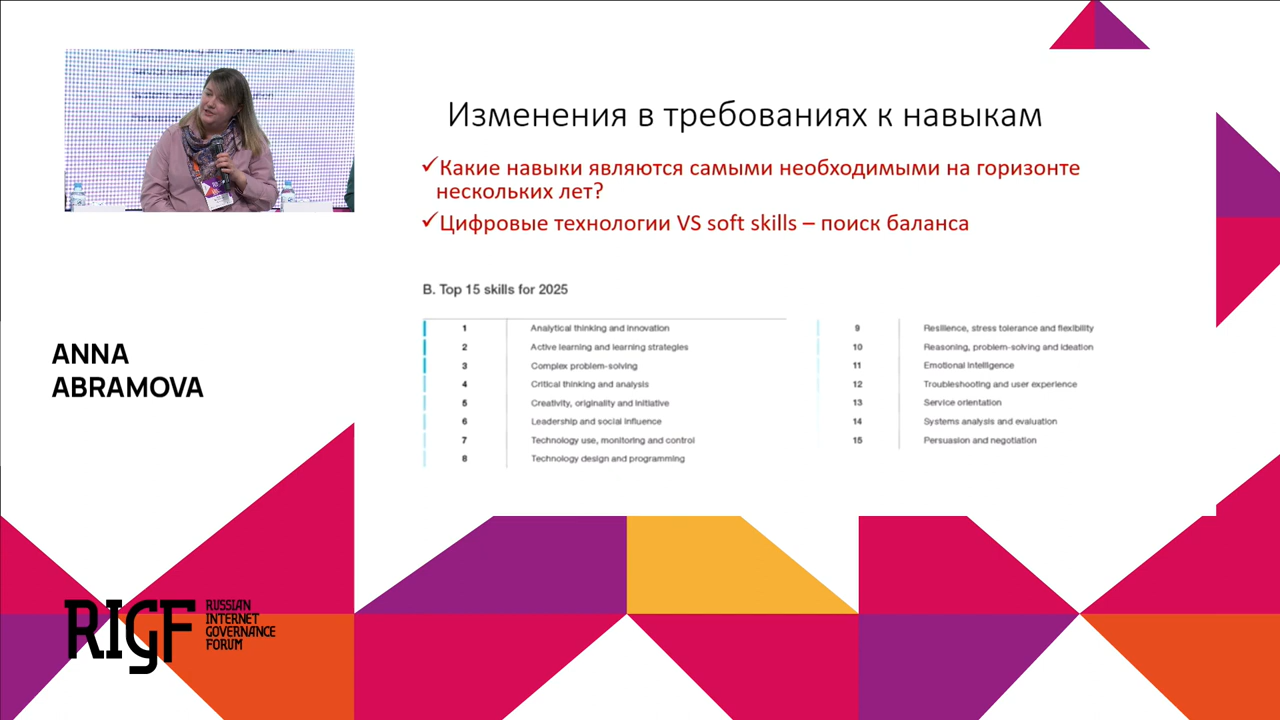 Изменения в требованиях к навыкам
✓Какие навыки являются самыми необходимыми на горизонте
нескольких лет?
✓Цифровые технологии VS soft skills – поиск баланса
B. Top 15 skills for 2025
1 Analytical thinking and innovation
2 Active learning and learning strategies
3 Complex problem-solving
4 Critical thinking and analysis
5 Creativity, originality and initiative
6 Leadership and social influence
7 Technology use, monitoring and control
8 Technology design and programming
9 Resilience, stress tolerance and flexibility
10 Reasoning, problem-solving and ideation
11 Emotional intelligence
12 Troubleshooting and user experience
13 Service orientation
14 Systems analysis and evaluation
15 Persuasion and negotiation
ANNA
ABRAMOVA
RIGF
RUSSIAN
INTERNET
GOVERNANCE
FORUM